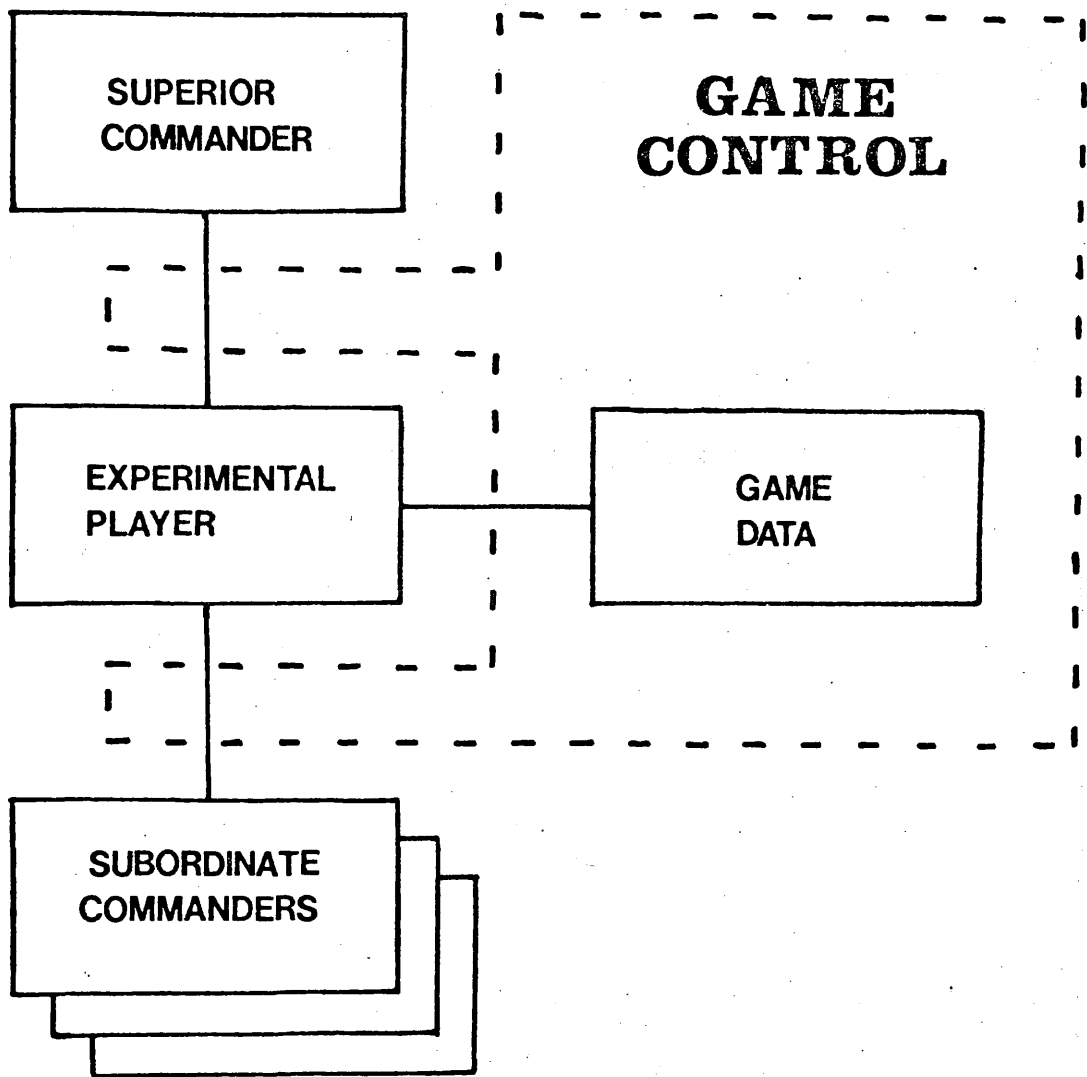 SUPERIOR
COMMANDER
GAME
CONTROL
EXPERIMENTAL
PLAYER
GAME
DATA
SUBORDINATE
COMMANDERS